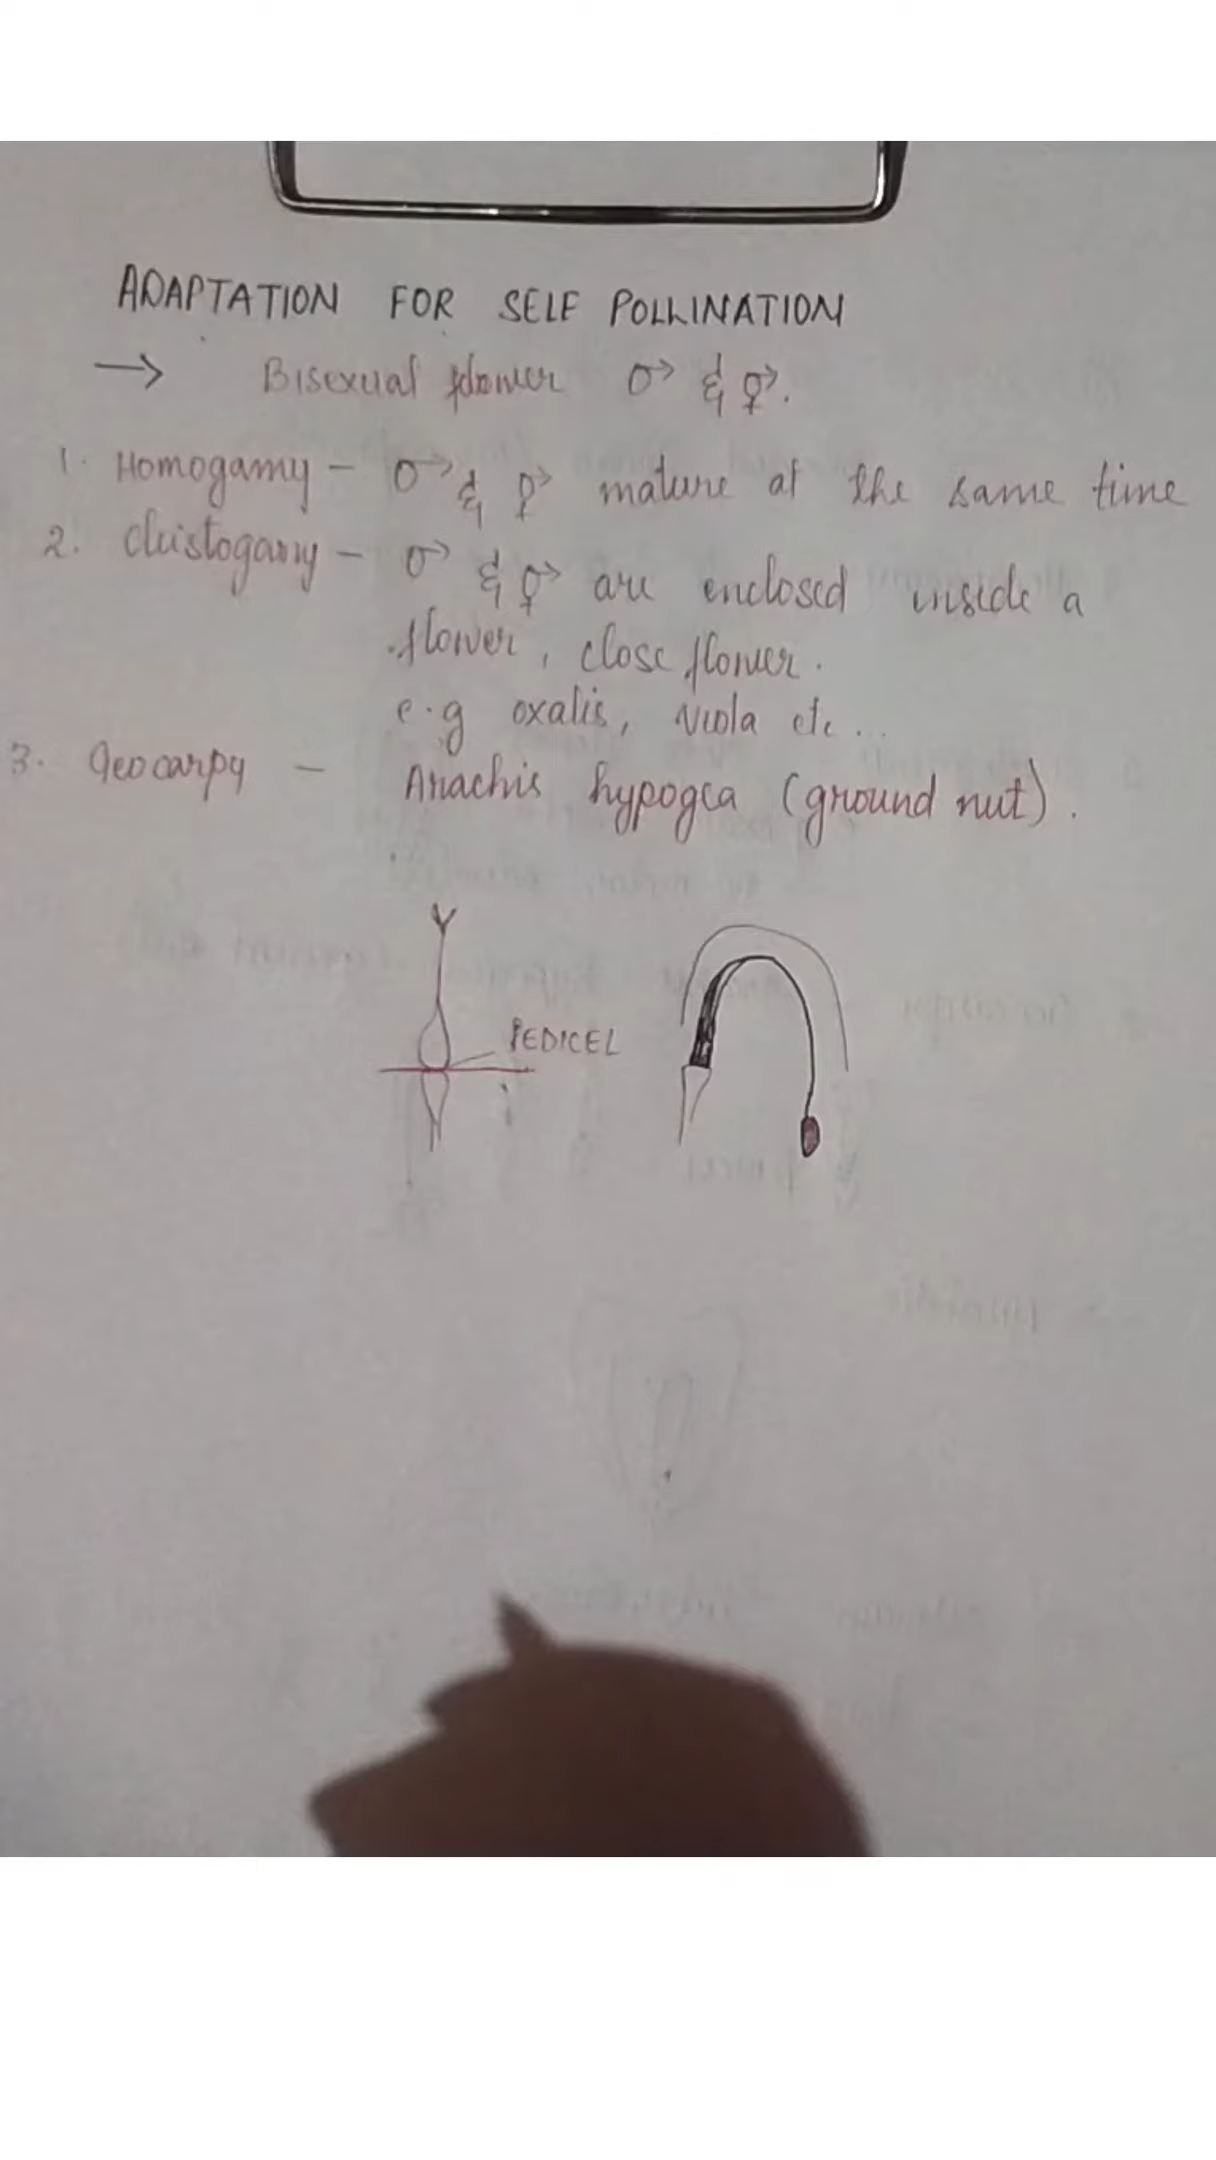 ADAPTATION FOR SELF POLLINATION
→ Bisexual flower ♂ & ⚥.
1. Homogamy – ♂ & ⚥ mature at the same time
2. Cleistogamy – ♂ & ⚥ are enclosed inside a
flower, close flower.
e.g oxalis, viola etc...
3. Geocarpy – Arachis hypogea (ground nut).
PEDICEL